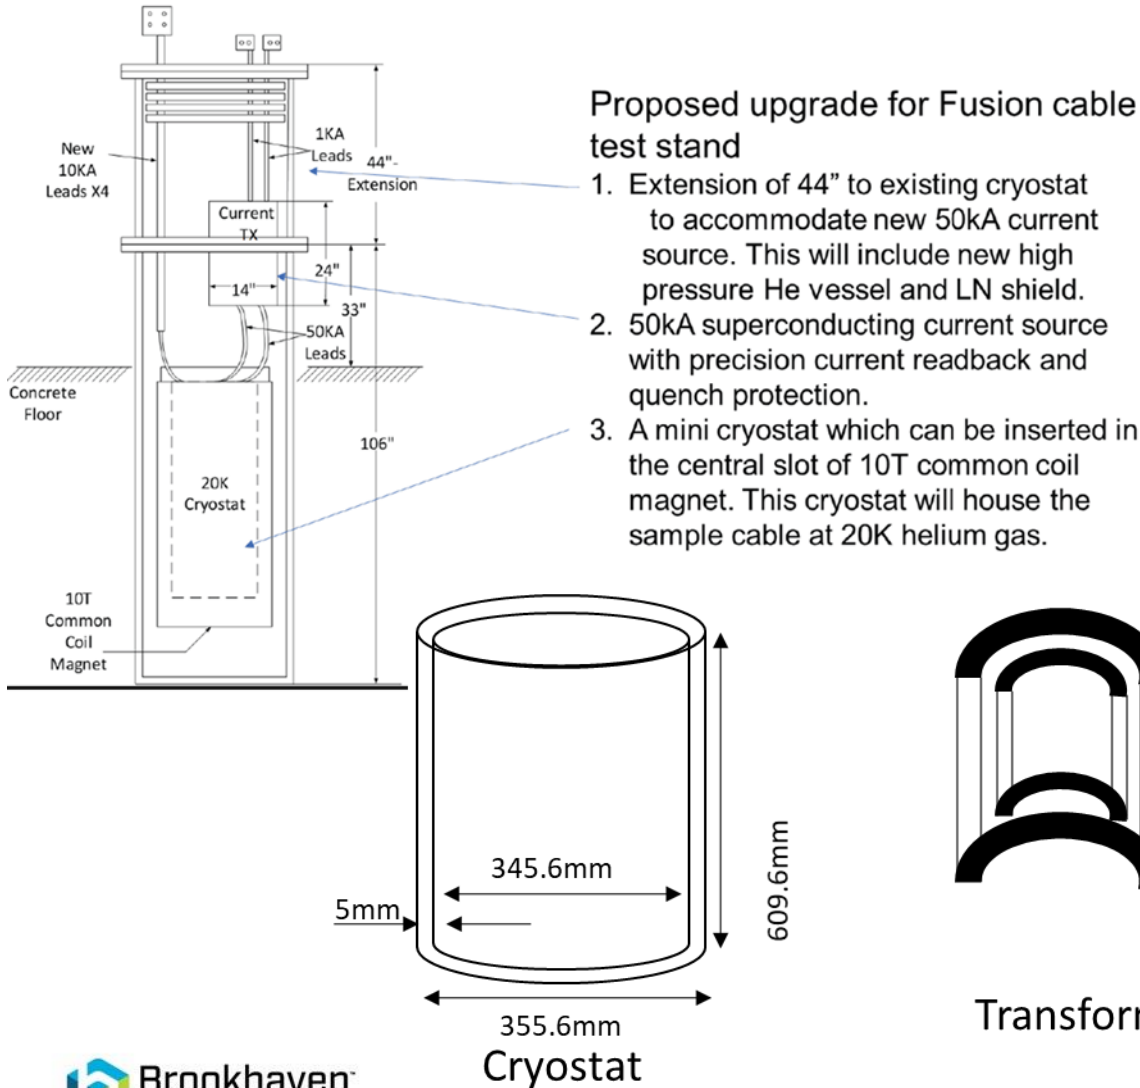 Proposed upgrade for Fusion cable
test stand
1. Extension of 44” to existing cryostat
to accommodate new 50kA current
source. This will include new high
pressure He vessel and LN shield.
2. 50kA superconducting current source
with precision current readback and
quench protection.
3. A mini cryostat which can be inserted in
the central slot of 10T common coil
magnet. This cryostat will house the
sample cable at 20K helium gas.
New
10KA
Leads X4
1KA
Leads
44"-
Extension
Current
TX
24"
14"
33"
50KA
Leads
Concrete
Floor
106"
20K
Cryostat
10T
Common
Coil
Magnet
345.6mm
5mm
609.6mm
355.6mm
Cryostat
Transform
Brookhaven